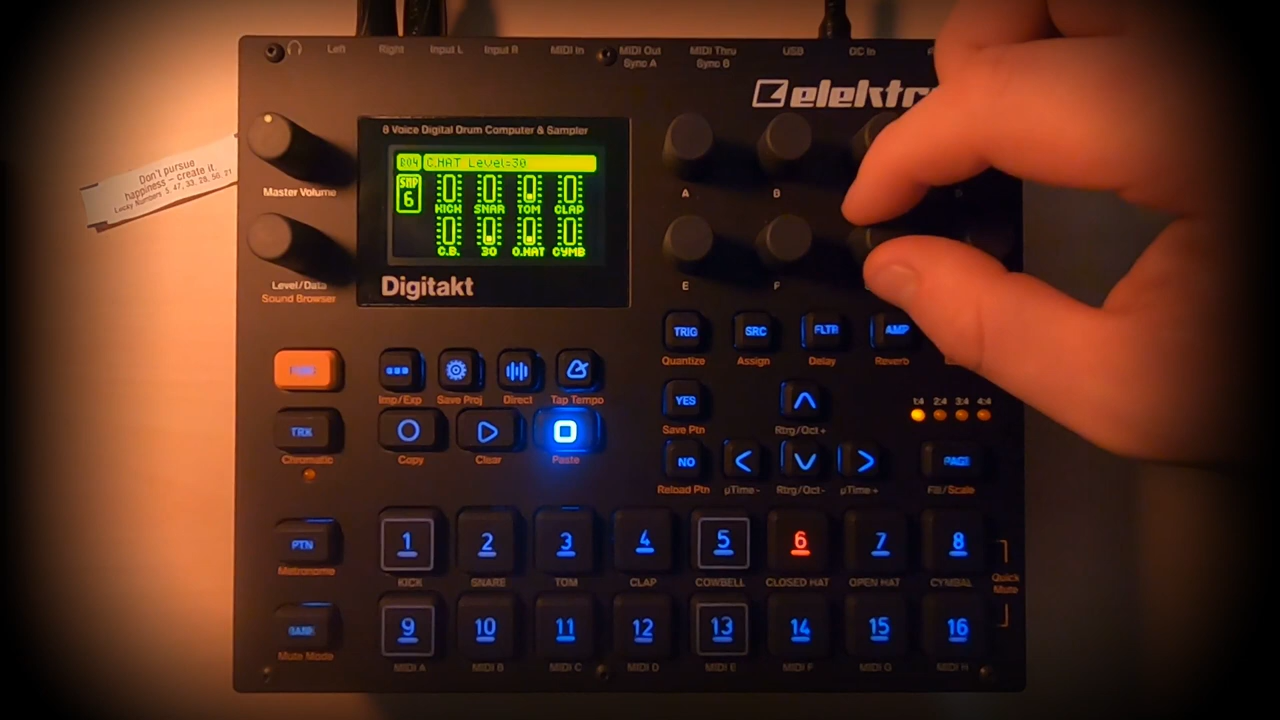 Left Right Input L Input R MIDI In MIDI Out MIDI Thru USB DC In
Sync A Sync B
elektr
8 Voice Digital Drum Computer & Sampler
D04 C.HAT Level=30
SMP
6
KICK SNAR TOM CLAP
C.B. 30 O.HAT CYMB
Digitakt
Don't pursue
happiness – create it.
Lucky Numbers 5, 47, 33, 28, 56, 21
Master Volume
Level/Data
Sound Browser
A B
E F
TRIG SRC FLTR AMP
Quantize Assign Delay Reverb
Imp/Exp Save Proj Direct Tap Tempo
YES
Save Ptn Rtrg/Oct+
1:4 2:4 3:4 4:4
TRK
Chromatic Copy Clear Paste
NO PAGE
Reload Ptn µTime- Rtrg/Oct- µTime+ Fill/Scale
PTN
Metronome
1 2 3 4 5 6 7 8
KICK SNARE TOM CLAP COWBELL CLOSED HAT OPEN HAT CYMBAL
Quick
Mute
Mute Mode
9 10 11 12 13 14 15 16
MIDI A MIDI B MIDI C MIDI D MIDI E MIDI F MIDI G MIDI H